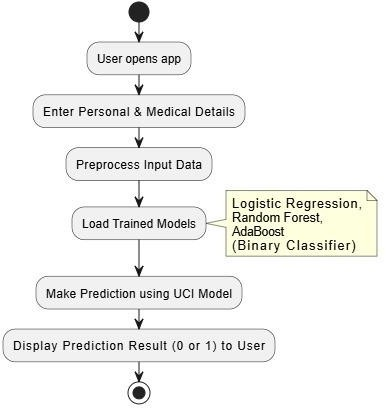 User opens app
Enter Personal & Medical Details
Preprocess Input Data
Load Trained Models
Logistic Regression,
Random Forest,
AdaBoost
(Binary Classifier)
Make Prediction using UCI Model
Display Prediction Result (0 or 1) to User